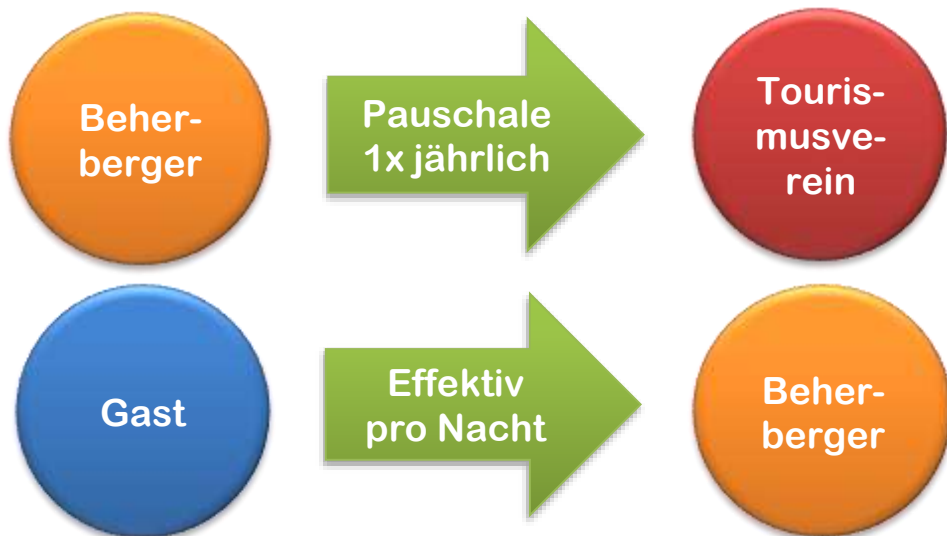 Beher-
berger
Pauschale
1x jährlich
Touris-
musve-
rein
Gast
Effektiv
pro Nacht
Beher-
berger